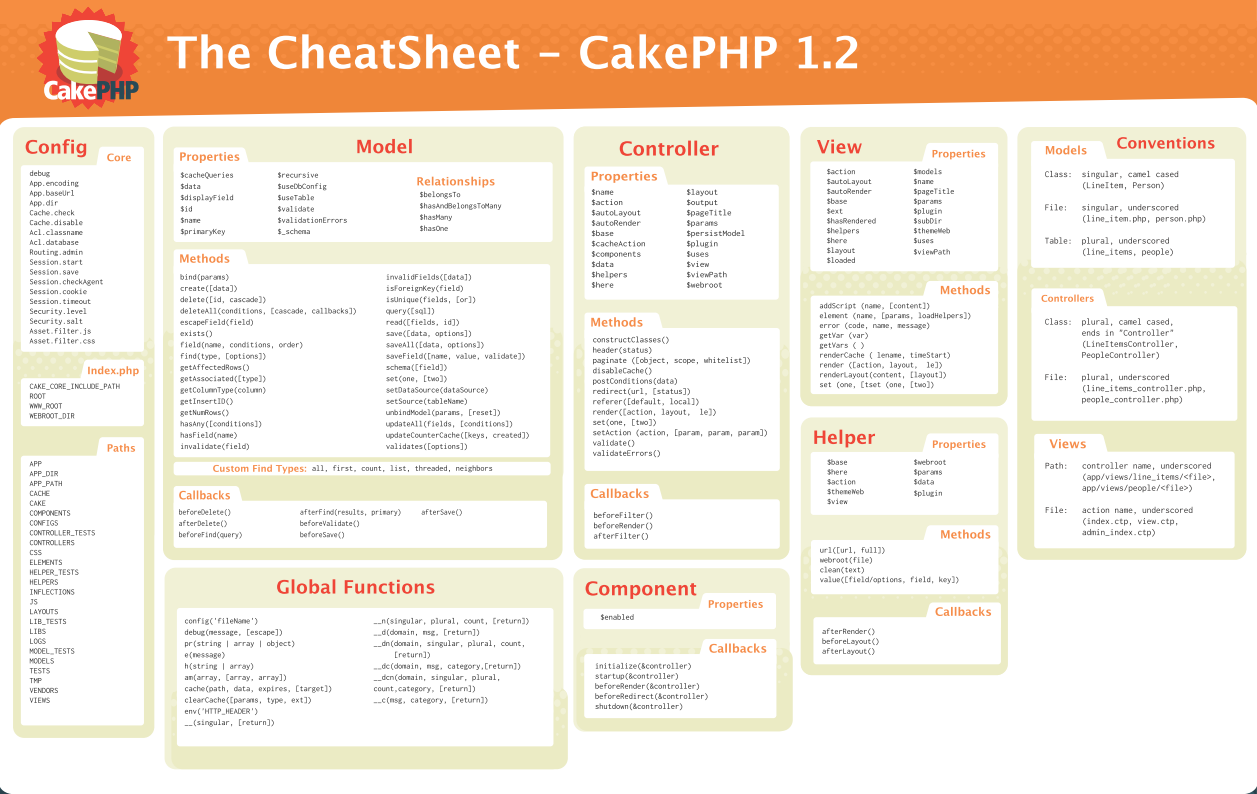 CakePHP
The CheatSheet – CakePHP 1.2
Config
Core
debug
App.encoding
App.baseUrl
App.dir
Cache.check
Cache.disable
Acl.classname
Acl.database
Routing.admin
Session.start
Session.save
Session.checkAgent
Session.cookie
Session.timeout
Security.level
Security.salt
Asset.filter.js
Asset.filter.css
Index.php
CAKE_CORE_INCLUDE_PATH
ROOT
WWW_ROOT
WEBROOT_DIR
Paths
APP
APP_DIR
APP_PATH
CACHE
CAKE
COMPONENTS
CONFIGS
CONTROLLER_TESTS
CONTROLLERS
CSS
ELEMENTS
HELPER_TESTS
HELPERS
INFLECTIONS
JS
LAYOUTS
LIB_TESTS
LIBS
LOGS
MODEL_TESTS
MODELS
TESTS
TMP
VENDORS
VIEWS
Model
Properties
$cacheQueries
$data
$displayField
$id
$name
$primaryKey
$recursive
$useDbConfig
$useTable
$validate
$validationErrors
$_schema
Relationships
$belongsTo
$hasAndBelongsToMany
$hasMany
$hasOne
Methods
bind(params)
create([data])
delete([id, cascade])
deleteAll(conditions, [cascade, callbacks])
escapeField(field)
exists()
field(name, conditions, order)
find(type, [options])
getAffectedRows()
getAssociated([type])
getColumnType(column)
getInsertID()
getNumRows()
hasAny([conditions])
hasField(name)
invalidate(field)
invalidFields([data])
isForeignKey(field)
isUnique(fields, [or])
query([sql])
read([fields, id])
save([data, options])
saveAll([data, options])
saveField([name, value, validate])
schema([field])
set(one, [two])
setDataSource(dataSource)
setSource(tableName)
unbindModel(params, [reset])
updateAll(fields, [conditions])
updateCounterCache([keys, created])
validates([options])
Custom Find Types: all, first, count, list, threaded, neighbors
Callbacks
beforeDelete()
afterDelete()
beforeFind(query)
afterFind(results, primary)
beforeValidate()
beforeSave()
afterSave()
Global Functions
config('fileName')
debug(message, [escape])
pr(string | array | object)
e(message)
h(string | array)
am(array, [array, array])
cache(path, data, expires, [target])
clearCache([params, type, ext])
env('HTTP_HEADER')
__(singular, [return])
__n(singular, plural, count, [return])
__d(domain, msg, [return])
__dn(domain, singular, plural, count,
[return])
__dc(domain, msg, category,[return])
__dcn(domain, singular, plural,
count,category, [return])
__c(msg, category, [return])
Controller
Properties
$name
$action
$autoLayout
$autoRender
$base
$cacheAction
$components
$data
$helpers
$here
$layout
$output
$pageTitle
$params
$persistModel
$plugin
$uses
$view
$viewPath
$webroot
Methods
constructClasses()
header(status)
paginate ([object, scope, whitelist])
disableCache()
postConditions(data)
redirect(url, [status])
referer([default, local])
render([action, layout,  le])
set(one, [two])
setAction (action, [param, param, param])
validate()
validateErrors()
Callbacks
beforeFilter()
beforeRender()
afterFilter()
Component
Properties
$enabled
Callbacks
initialize(&controller)
startup(&controller)
beforeRender(&controller)
beforeRedirect(&controller)
shutdown(&controller)
View
Properties
$action
$autoLayout
$autoRender
$base
$ext
$hasRendered
$helpers
$here
$layout
$loaded
$models
$name
$pageTitle
$params
$plugin
$subDir
$themeWeb
$uses
$viewPath
Methods
addScript (name, [content])
element (name, [params, loadHelpers])
error (code, name, message)
getVar (var)
getVars ( )
renderCache ( lename, timeStart)
render ([action, layout,  le])
renderLayout(content, [layout])
set (one, [tset (one, [two])
Helper
Properties
$base
$here
$action
$themeWeb
$view
$webroot
$params
$data
$plugin
Methods
url([url, full])
webroot(file)
clean(text)
value([field/options, field, key])
Callbacks
afterRender()
beforeLayout()
afterLayout()
Conventions
Models
Class: singular, camel cased
(LineItem, Person)
File: singular, underscored
(line_item.php, person.php)
Table: plural, underscored
(line_items, people)
Controllers
Class: plural, camel cased,
ends in "Controller"
(LineItemsController,
PeopleController)
File: plural, underscored
(line_items_controller.php,
people_controller.php)
Views
Path: controller name, underscored
(app/views/line_items/<file>,
app/views/people/<file>)
File: action name, underscored
(index.ctp, view.ctp,
admin_index.ctp)